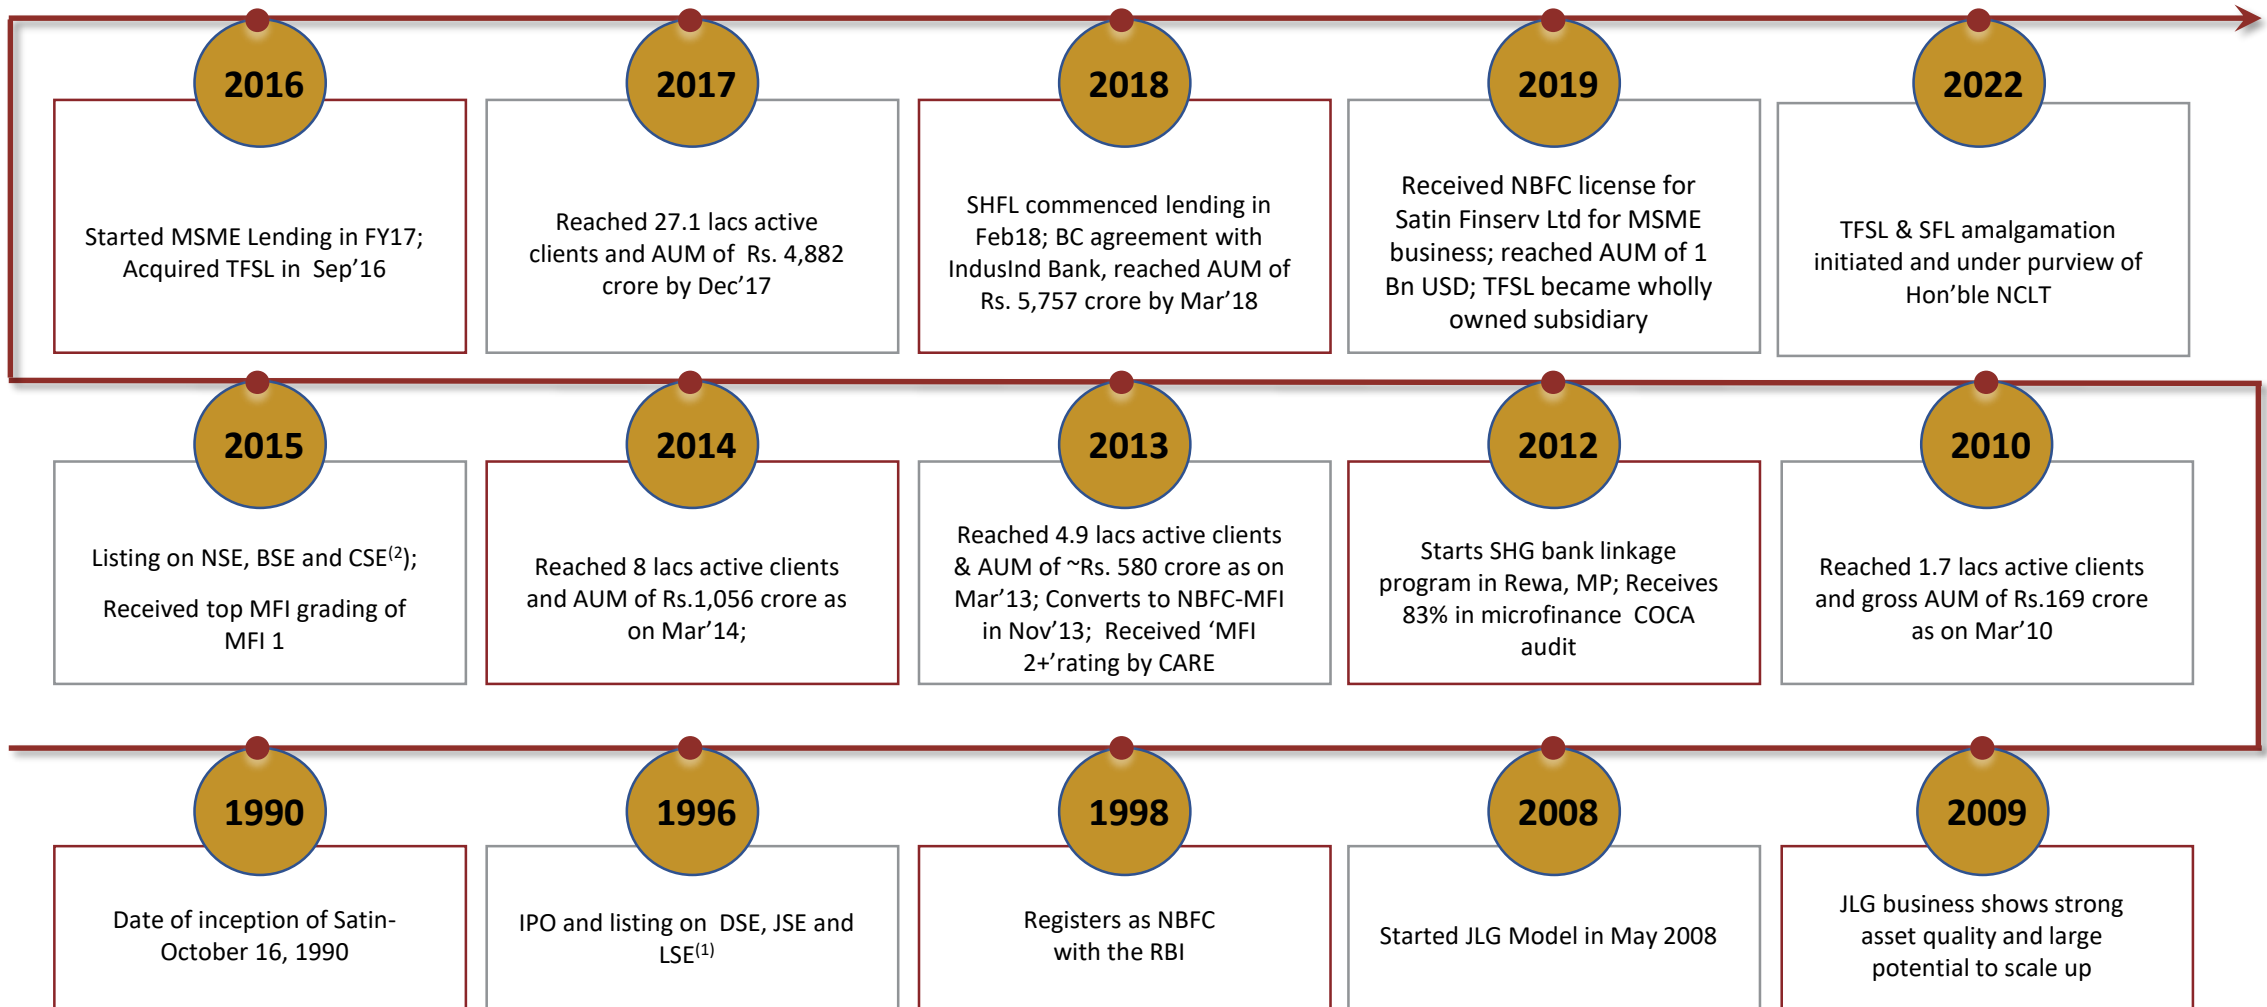 2016
Started MSME Lending in FY17;
Acquired TFSL in Sep’16
2017
Reached 27.1 lacs active
clients and AUM of Rs. 4,882
crore by Dec’17
2018
SHFL commenced lending in
Feb18; BC agreement with
IndusInd Bank, reached AUM of
Rs. 5,757 crore by Mar’18
2019
Received NBFC license for
Satin Finserv Ltd for MSME
business; reached AUM of 1
Bn USD; TFSL became wholly
owned subsidiary
2022
TFSL & SFL amalgamation
initiated and under purview of
Hon’ble NCLT
2015
Listing on NSE, BSE and CSE(2);
Received top MFI grading of
MFI 1
2014
Reached 8 lacs active clients
and AUM of Rs.1,056 crore as
on Mar’14;
2013
Reached 4.9 lacs active clients
& AUM of ~Rs. 580 crore as on
Mar’13; Converts to NBFC-MFI
in Nov’13; Received ‘MFI
2+’rating by CARE
2012
Starts SHG bank linkage
program in Rewa, MP; Receives
83% in microfinance COCA
audit
2010
Reached 1.7 lacs active clients
and gross AUM of Rs.169 crore
as on Mar’10
1990
Date of inception of Satin-
October 16, 1990
1996
IPO and listing on DSE, JSE and
LSE(1)
1998
Registers as NBFC
with the RBI
2008
Started JLG Model in May 2008
2009
JLG business shows strong
asset quality and large
potential to scale up